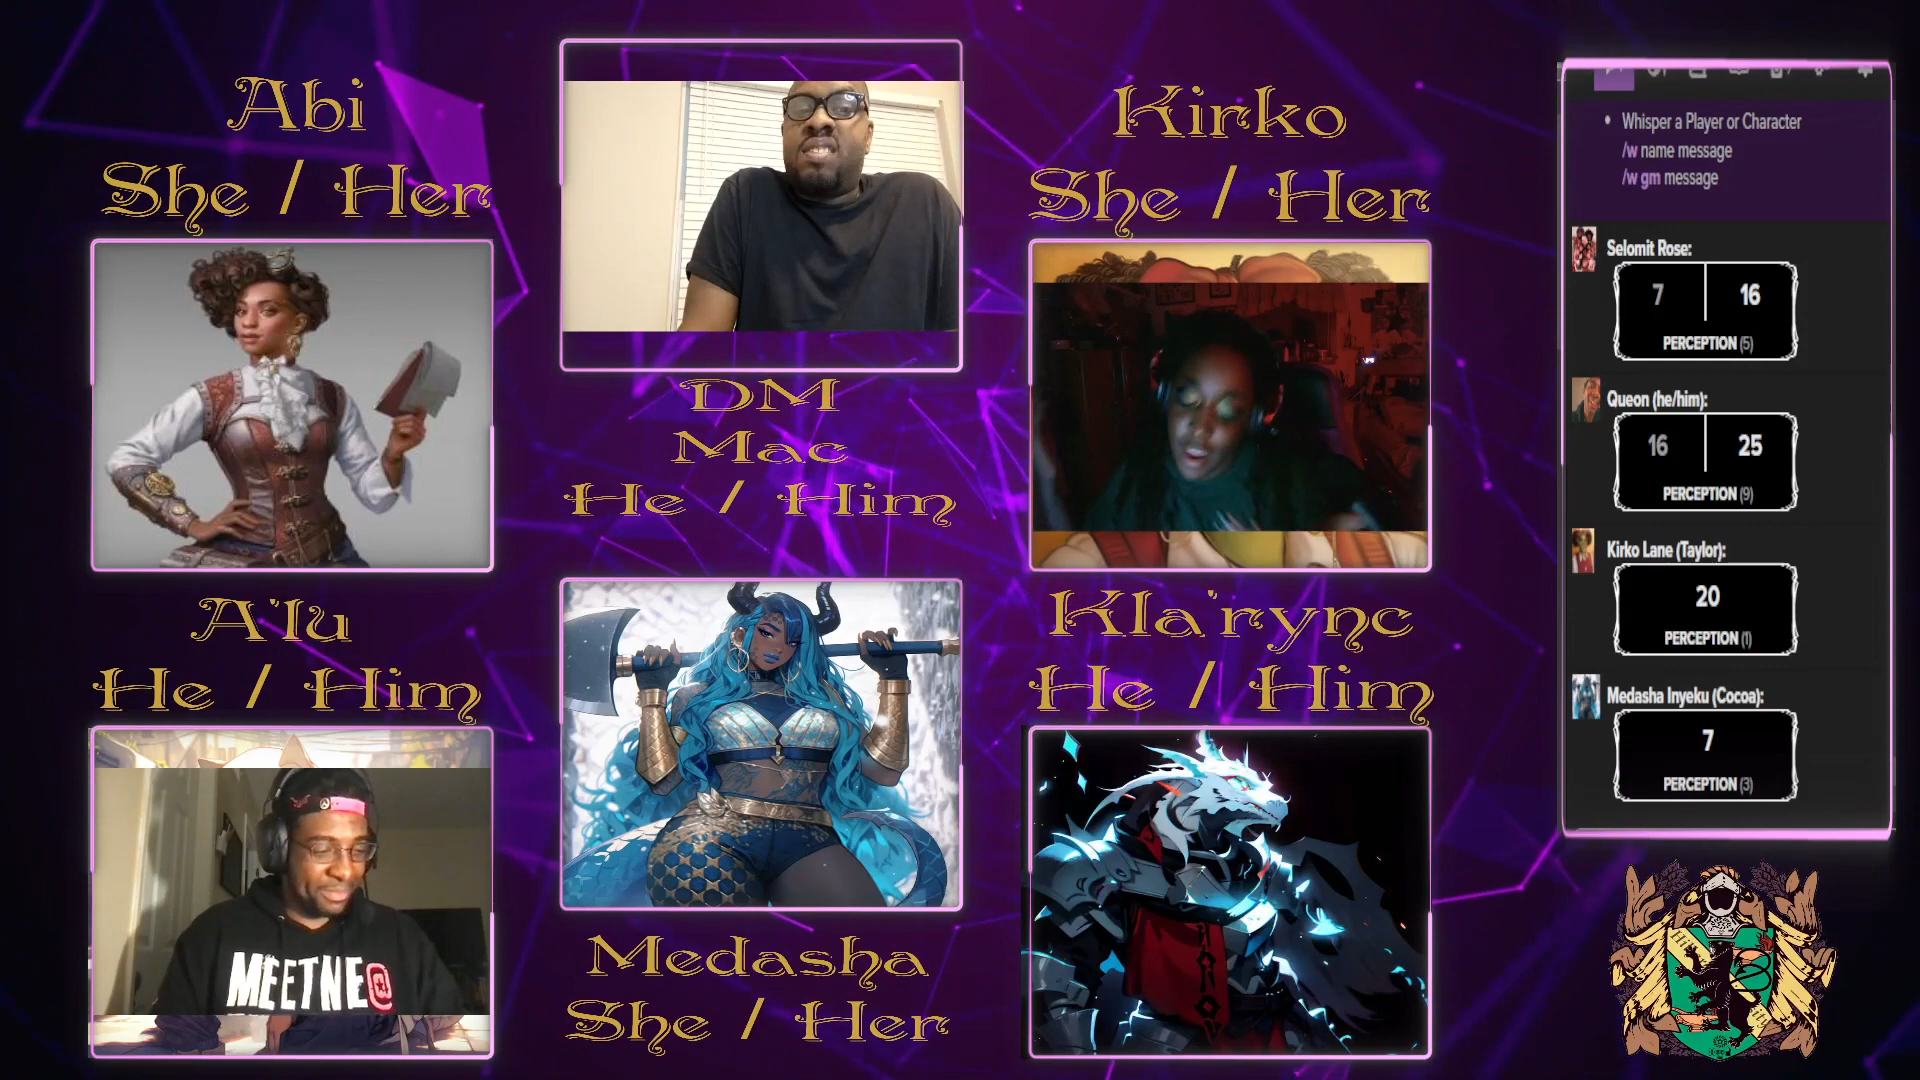 Abi
She / Her
DM
Mac
He / Him
Kirko
She / Her
A'lu
He / Him
MEETNE
Medasha
She / Her
Kla'rync
He / Him
Whisper a Player or Character
/w name message
/w gm message
Selomit Rose:
7 16
PERCEPTION (5)
Queon (he/him):
16 25
PERCEPTION (9)
Kirko Lane (Taylor):
20
PERCEPTION (1)
Medasha Inyeku (Cocoa):
7
PERCEPTION (3)